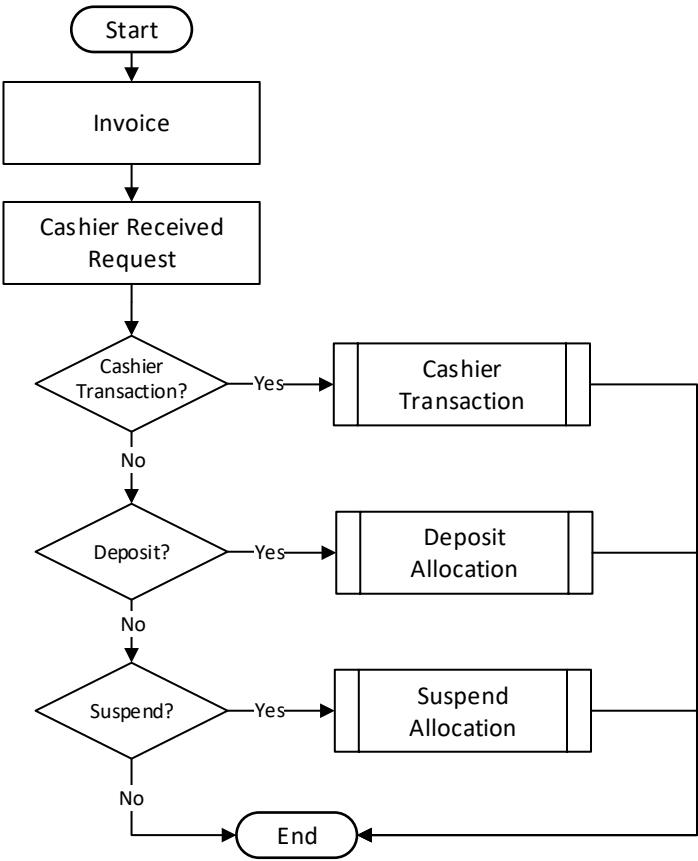 Start
Invoice
Cashier Received
Request
Cashier
Transaction?
Yes
Cashier
Transaction
No
Deposit?
Yes
Deposit
Allocation
No
Suspend?
Yes
Suspend
Allocation
No
End